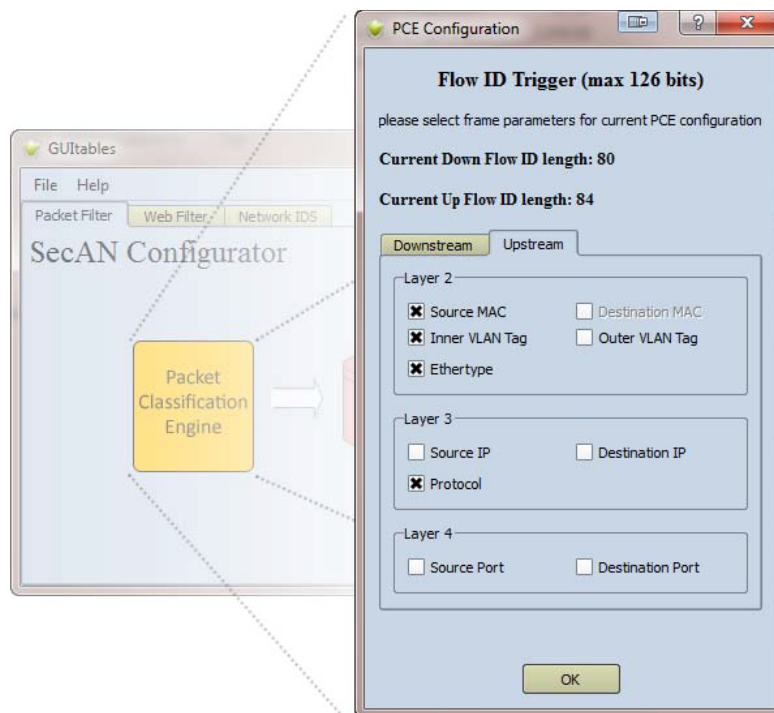 PCE Configuration
Flow ID Trigger (max 126 bits)
please select frame parameters for current PCE configuration
Current Down Flow ID length: 80
Current Up Flow ID length: 84
Downstream Upstream
Layer 2
Source MAC Destination MAC
Inner VLAN Tag Outer VLAN Tag
Ethertype
Layer 3
Source IP Destination IP
Protocol
Layer 4
Source Port Destination Port
OK
GUItables
File Help
Packet Filter Web Filter Network IDS
SecAN Configurator
Packet
Classification
Engine